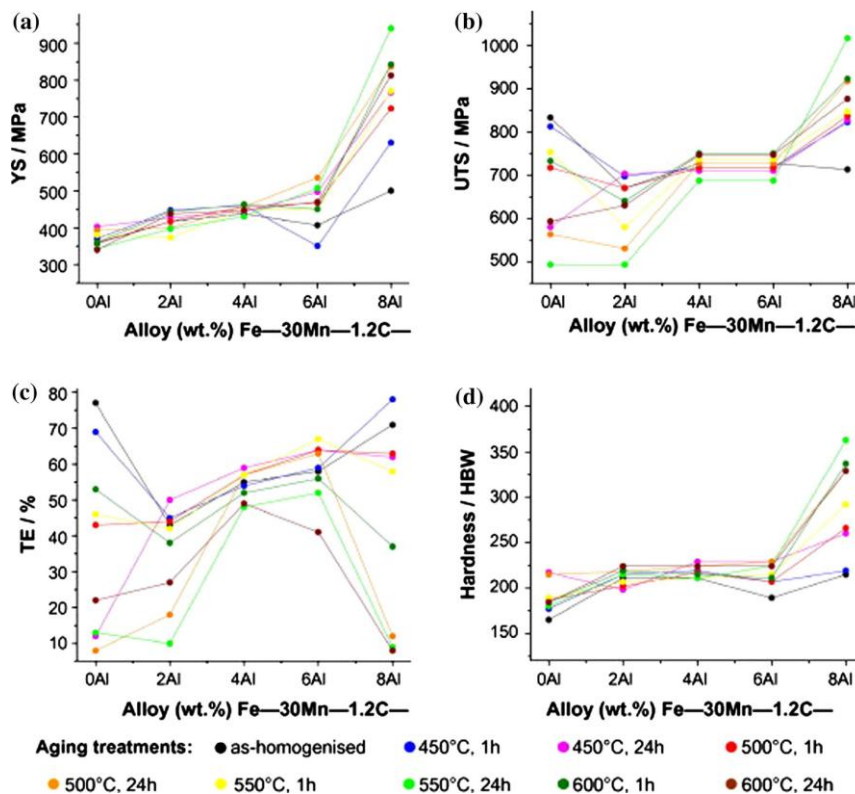 (a)
YS / MPa
900
800
700
600
500
400
300
0Al 2Al 4Al 6Al 8Al
Alloy (wt.%) Fe—30Mn—1.2C—
(b)
UTS / MPa
1000
900
800
700
600
500
0Al 2Al 4Al 6Al 8Al
Alloy (wt.%) Fe—30Mn—1.2C—
(c)
TE / %
80
70
60
50
40
30
20
10
0Al 2Al 4Al 6Al 8Al
Alloy (wt.%) Fe—30Mn—1.2C—
(d)
Hardness / HBW
400
350
300
250
200
150
0Al 2Al 4Al 6Al 8Al
Alloy (wt.%) Fe—30Mn—1.2C—
Aging treatments: as-homogenised 450°C, 1h 450°C, 24h 500°C, 1h
500°C, 24h 550°C, 1h 550°C, 24h 600°C, 1h 600°C, 24h